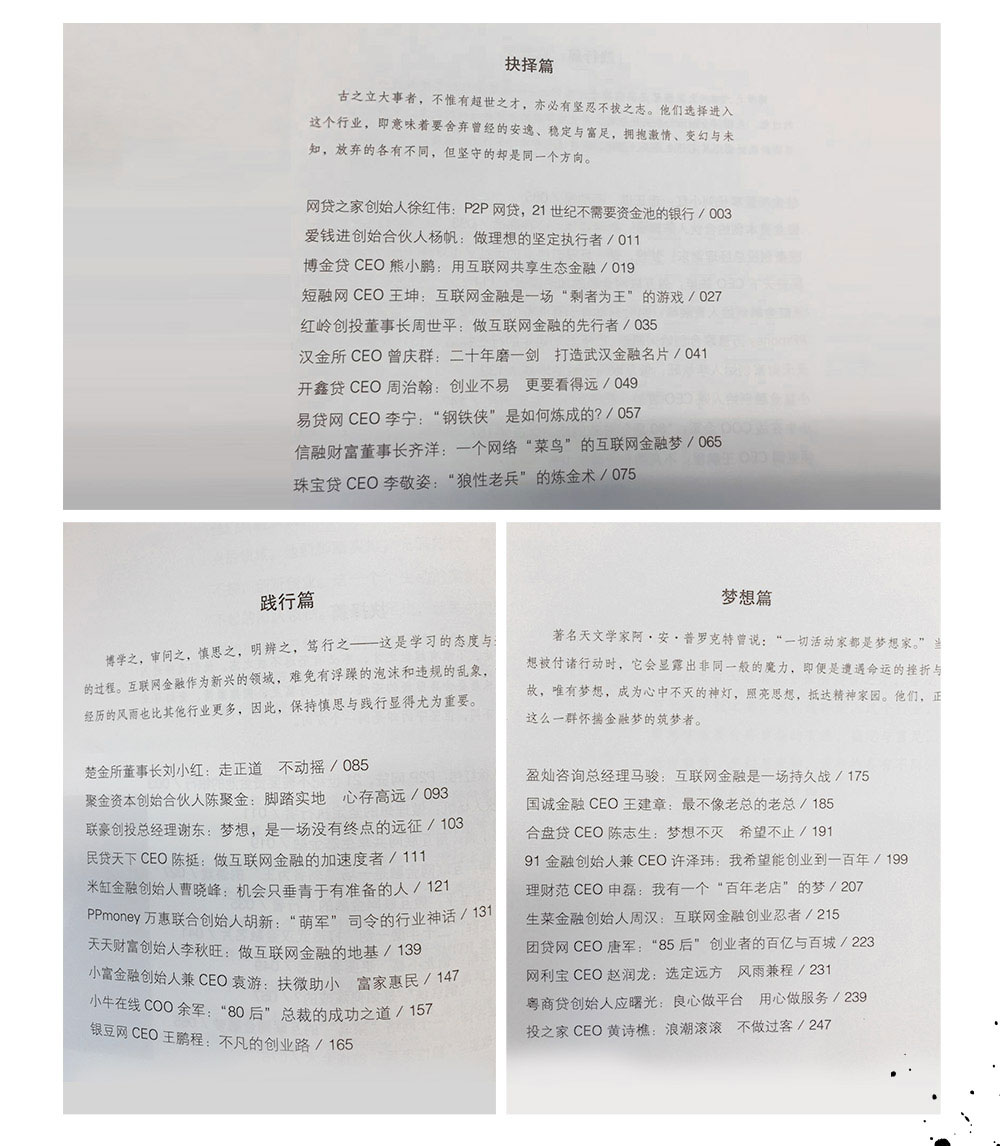 抉择篇
古之立大事者，不惟有超世之才，亦必有坚忍不拔之志。他们选择进入
这个行业，即意味着要舍弃曾经的安逸、稳定与富足，拥抱激情、变幻与未
知，放弃的各有不同，但坚守的却是同一个方向。
网贷之家创始人徐红伟：P2P 网贷，21 世纪不需要资金池的银行 / 003
爱钱进创始合伙人杨帆：做理想的坚定执行者 / 011
博金贷 CEO 熊小鹏：用互联网共享生态金融 / 019
短融网 CEO 王坤：互联网金融是一场“剩者为王”的游戏 / 027
红岭创投董事长周世平：做互联网金融的先行者 / 035
汉金所 CEO 曾庆群：二十年磨一剑　打造武汉金融名片 / 041
开鑫贷 CEO 周治翰：创业不易　更要看得远 / 049
易贷网 CEO 李宁：“钢铁侠”是如何炼成的? / 057
信融财富董事长齐洋：一个网络“菜鸟”的互联网金融梦 / 065
珠宝贷 CEO 李敬姿：“狼性老兵”的炼金术 / 075
践行篇
博学之，审问之，慎思之，明辨之，笃行之——这是学习的态度与
的过程。互联网金融作为新兴的领域，难免有浮躁的泡沫和违规的乱象，
经历的风雨也比其他行业更多，因此，保持慎思与践行显得尤为重要。
楚金所董事长刘小红：走正道　不动摇 / 085
聚金资本创始合伙人陈聚金：脚踏实地　心存高远 / 093
联豪创投总经理谢东：梦想，是一场没有终点的远征 / 103
民贷天下 CEO 陈挺：做互联网金融的加速度者 / 111
米缸金融创始人曹晓峰：机会只垂青于有准备的人 / 121
PPmoney 万惠联合创始人胡新：“萌军”司令的行业神话 / 131
天天财富创始人李秋旺：做互联网金融的地基 / 139
小富金融创始人兼 CEO 袁游：扶微助小　富家惠民 / 147
小牛在线 COO 余军：“80 后”总裁的成功之道 / 157
银豆网 CEO 王鹏程：不凡的创业路 / 165
梦想篇
著名天文学家阿·安·普罗克特曾说：“一切活动家都是梦想家。”当
想被付诸行动时，它会显露出非同一般的魔力，即便是遭遇命运的挫折与
故，唯有梦想，成为心中不灭的神灯，照亮思想，抵达精神家园。他们，正
这么一群怀揣金融梦的筑梦者。
盈灿咨询总经理马骏：互联网金融是一场持久战 / 175
国诚金融 CEO 王建章：最不像老总的老总 / 185
合盘贷 CEO 陈志生：梦想不灭　希望不止 / 191
91 金融创始人兼 CEO 许泽玮：我希望能创业到一百年 / 199
理财范 CEO 申磊：我有一个“百年老店”的梦 / 207
生菜金融创始人周汉：互联网金融创业忍者 / 215
团贷网 CEO 唐军：“85 后”创业者的百亿与百城 / 223
网利宝 CEO 赵润龙：选定远方　风雨兼程 / 231
粤商贷创始人应曙光：良心做平台　用心做服务 / 239
投之家 CEO 黄诗樵：浪潮滚滚　不做过客 / 247